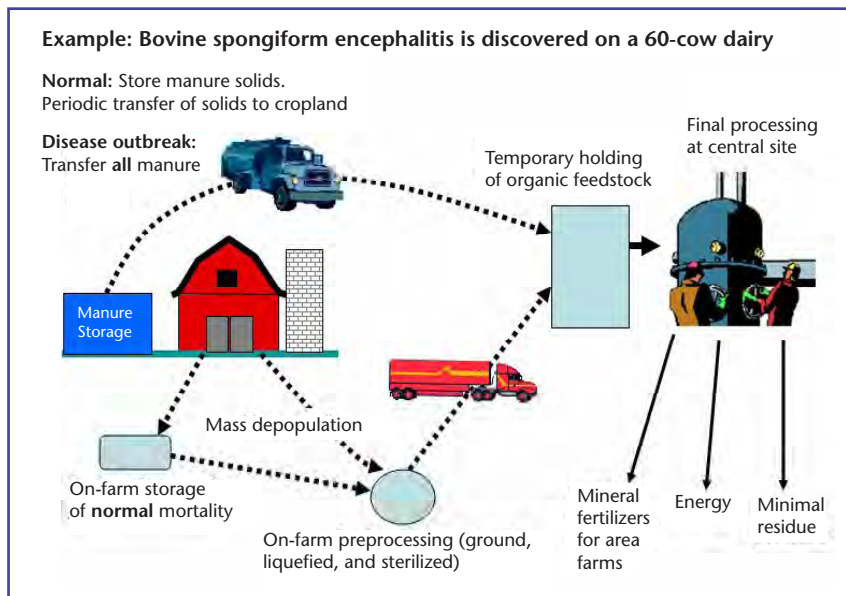 Example: Bovine spongiform encephalitis is discovered on a 60-cow dairy
Normal: Store manure solids.
Periodic transfer of solids to cropland
Disease outbreak:
Transfer all manure
Temporary holding
of organic feedstock
Final processing
at central site
Manure
Storage
Mass depopulation
On-farm storage
of normal mortality
On-farm preprocessing (ground,
liquefied, and sterilized)
Mineral
fertilizers
for area
farms
Energy
Minimal
residue